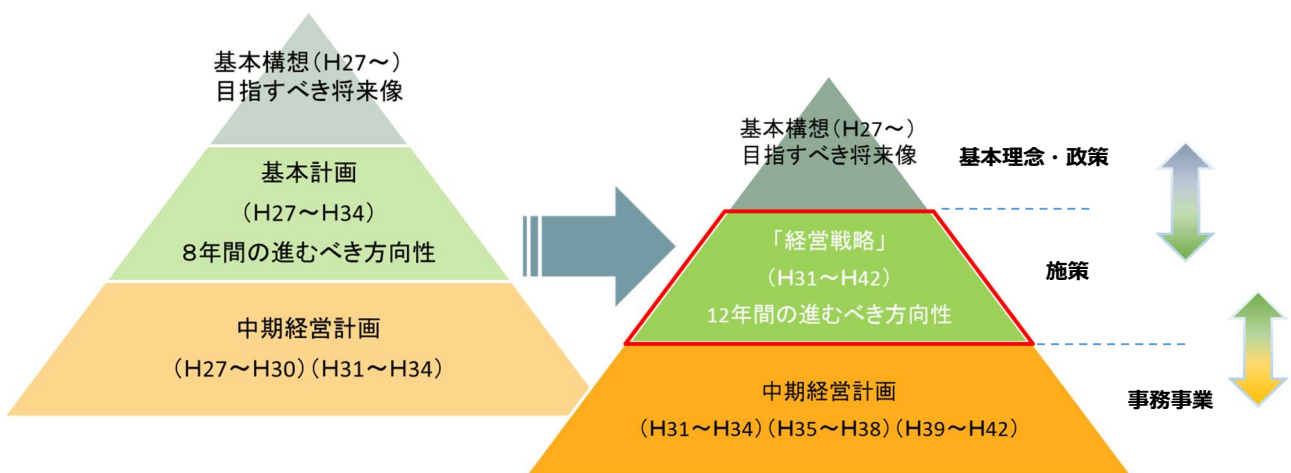 基本構想(H27～)
目指すべき将来像
基本計画
(H27～H34)
8年間の進むべき方向性
中期経営計画
(H27～H30)(H31～H34)
基本構想(H27～)
目指すべき将来像
「経営戦略」
(H31～H42)
12年間の進むべき方向性
中期経営計画
(H31～H34)(H35～H38)(H39～H42)
基本理念・政策
施策
事務事業